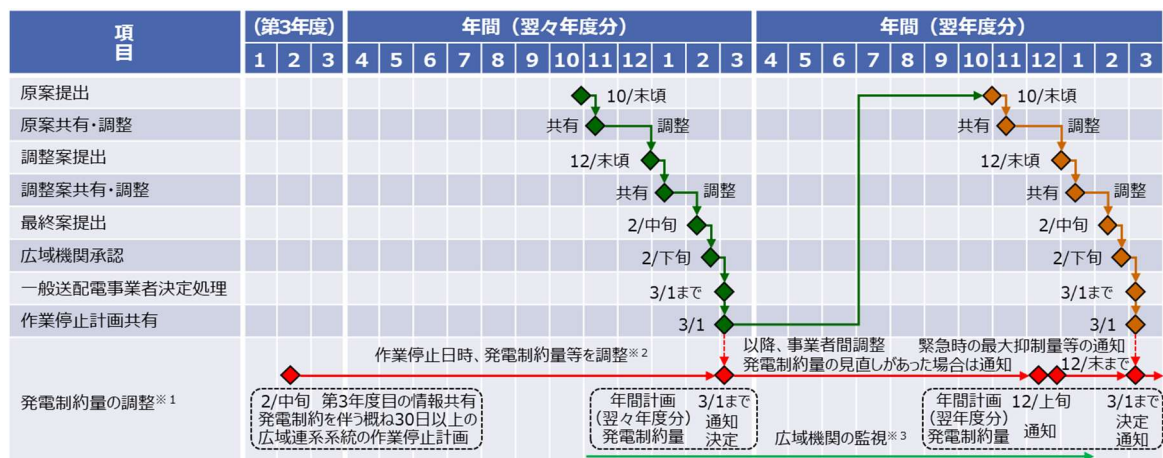 項目
(第3年度)
年間（翌々年度分）
年間（翌年度分）
1 2 3 4 5 6 7 8 9 10 11 12 1 2 3 4 5 6 7 8 9 10 11 12 1 2 3
原案提出
10/末頃
10/末頃
原案共有・調整
共有
調整
共有
調整
調整案提出
12/末頃
12/末頃
調整案共有・調整
共有
調整
共有
調整
最終案提出
2/中旬
2/中旬
広域機関承認
2/下旬
2/下旬
一般送配電事業者決定処理
3/1まで
3/1まで
作業停止計画共有
3/1
3/1
発電制約量の調整※1
作業停止日時、発電制約量等を調整※2
以降、事業者間調整
発電制約量の見直しがあった場合は通知
緊急時の最大抑制量等の通知
12/末まで
2/中旬 第3年度目の情報共有
発電制約を伴う概ね30日以上の
広域連系系統の作業停止計画
年間計画
(翌々年度分)
発電制約量
3/1まで
通知
決定
年間計画
(翌年度分)
発電制約量
12/上旬
通知
3/1まで
決定
通知
広域機関の監視※3